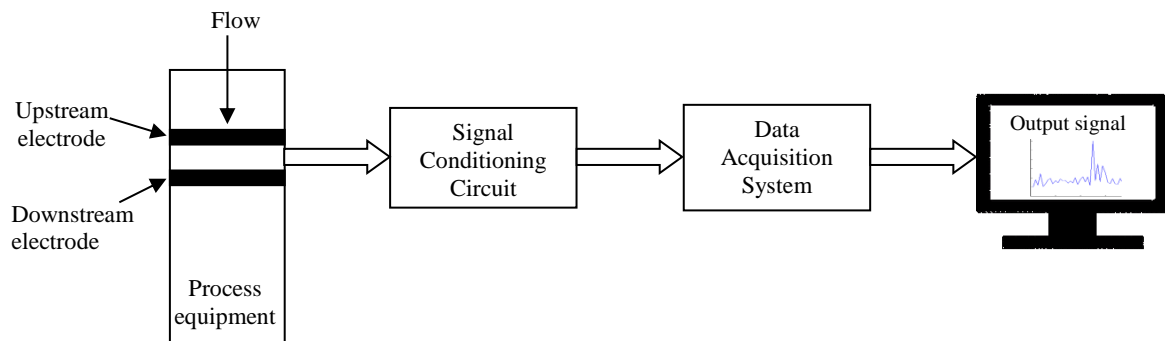 Flow
Upstream
electrode
Downstream
electrode
Process
equipment
Signal
Conditioning
Circuit
Data
Acquisition
System
Output signal